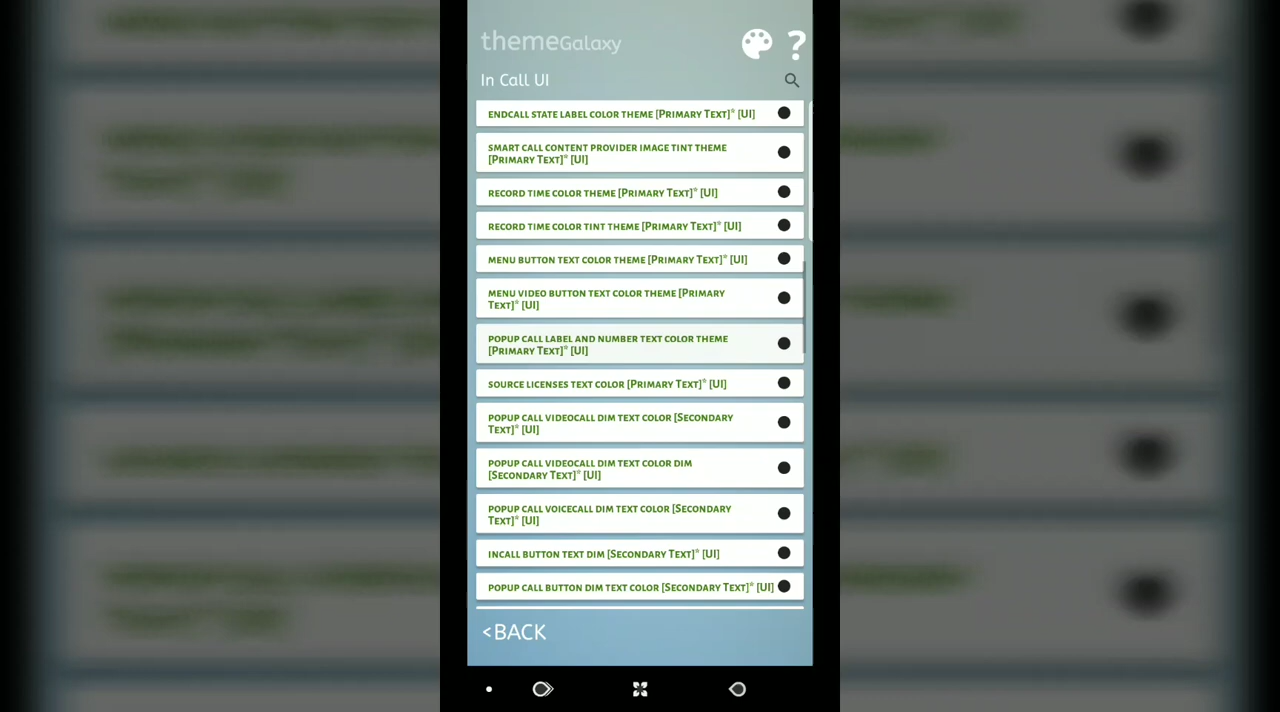 themeGalaxy
?
In Call UI
ENDCALL STATE LABEL COLOR THEME [PRIMARY TEXT]* [UI]
SMART CALL CONTENT PROVIDER IMAGE TINT THEME
[PRIMARY TEXT]* [UI]
RECORD TIME COLOR THEME [PRIMARY TEXT]* [UI]
RECORD TIME COLOR TINT THEME [PRIMARY TEXT]* [UI]
MENU BUTTON TEXT COLOR THEME [PRIMARY TEXT]* [UI]
MENU VIDEO BUTTON TEXT COLOR THEME [PRIMARY
TEXT]* [UI]
POPUP CALL LABEL AND NUMBER TEXT COLOR THEME
[PRIMARY TEXT]* [UI]
SOURCE LICENSES TEXT COLOR [PRIMARY TEXT]* [UI]
POPUP CALL VIDEOCALL DIM TEXT COLOR [SECONDARY
TEXT]* [UI]
POPUP CALL VIDEOCALL DIM TEXT COLOR DIM
[SECONDARY TEXT]* [UI]
POPUP CALL VOICECALL DIM TEXT COLOR [SECONDARY
TEXT]* [UI]
INCALL BUTTON TEXT DIM [SECONDARY TEXT]* [UI]
POPUP CALL BUTTON DIM TEXT COLOR [SECONDARY TEXT]* [UI]
<BACK